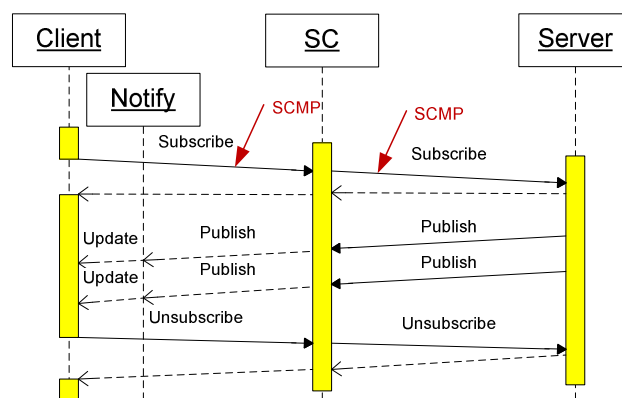 Client
SC
Server
Notify
SCMP
SCMP
Subscribe
Subscribe
Publish
Publish
Update
Publish
Publish
Update
Unsubscribe
Unsubscribe